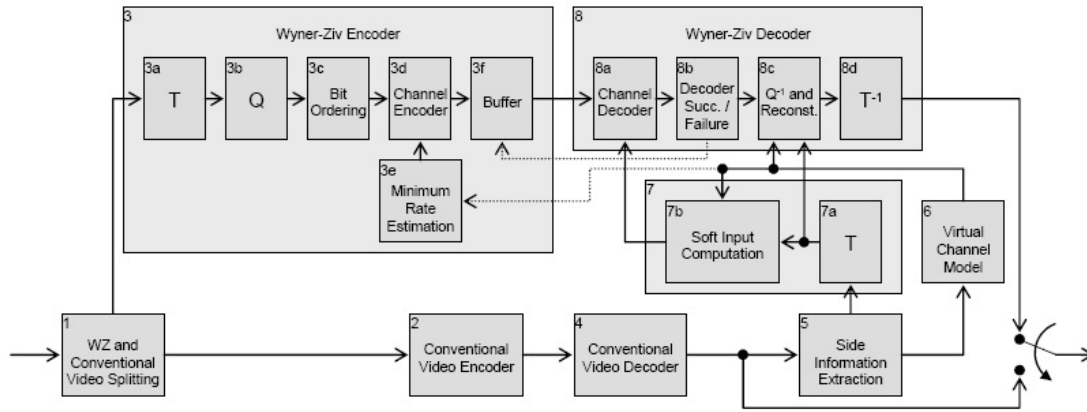 3
Wyner-Ziv Encoder
3a
T
3b
Q
3c
Bit
Ordering
3d
Channel
Encoder
3f
Buffer
3e
Minimum
Rate
Estimation
8
Wyner-Ziv Decoder
8a
Channel
Decoder
8b
Decoder
Succ. /
Failure
8c
Q-1 and
Reconst.
8d
T-1
7
7b
Soft Input
Computation
7a
T
6
Virtual
Channel
Model
1
WZ and
Conventional
Video Splitting
2
Conventional
Video Encoder
4
Conventional
Video Decoder
5
Side
Information
Extraction